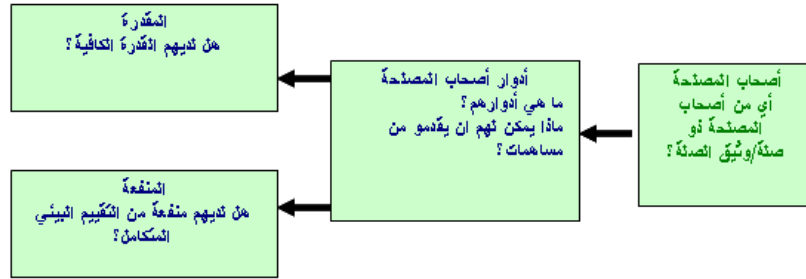 أصحاب المصلحة
أي من أصحاب
المصلحة ذو
صلة/وثيق الصلة؟
أدوار أصحاب المصلحة
ما هي أدوارهم؟
ماذا يمكن لهم ان يقدمو من
مساهمات؟
المقدرة
هل لديهم القدرة الكافية؟
المنفعة
هل لديهم منفعة من التقييم البيئي
المتكامل؟